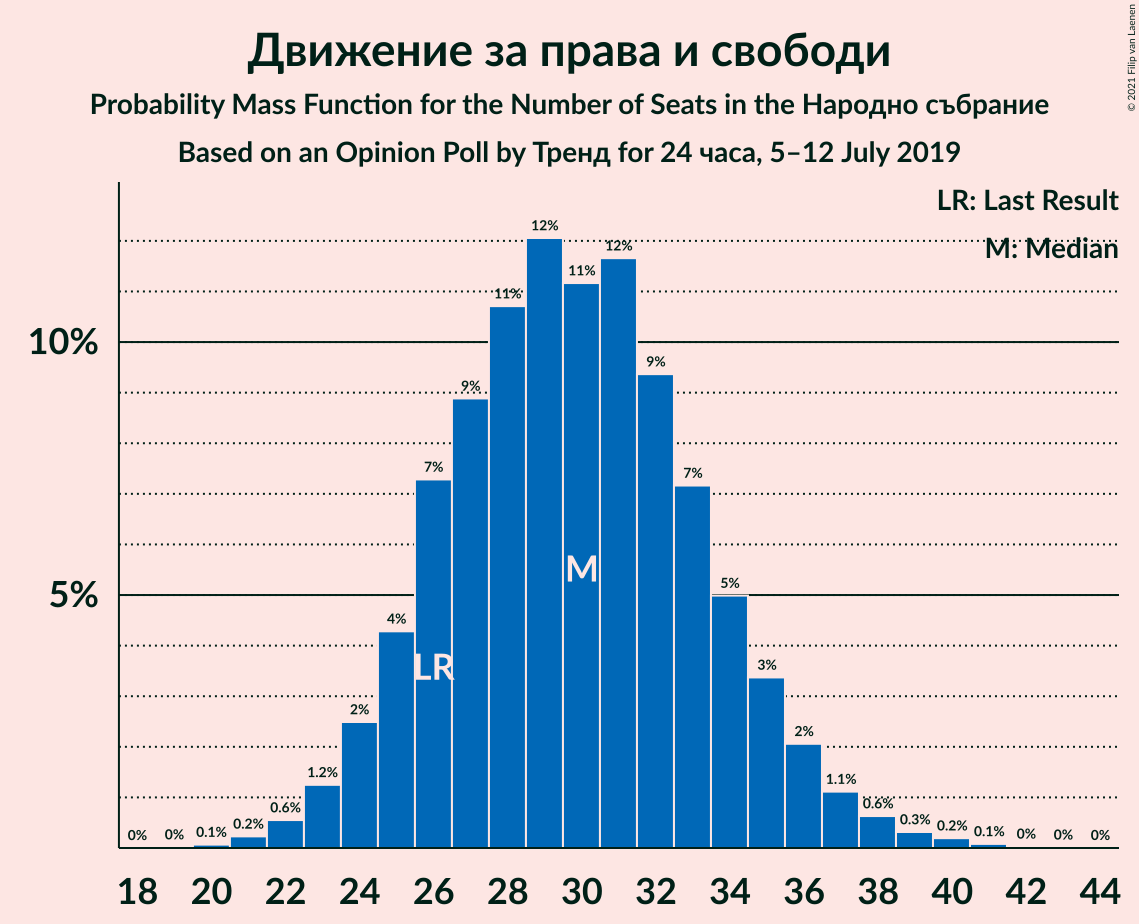 Движение за права и свободи
Probability Mass Function for the Number of Seats in the Народно събрание
Based on an Opinion Poll by Тренд for 24 часа, 5–12 July 2019
© 2021 Filip van Laenen
LR: Last Result
M: Median
10%
5%
0% 0% 0.1% 0.2% 0.6% 1.2% 2% 4% 7% 9% 11% 12% 11% 12% 9% 7% 5% 3% 2% 1.1% 0.6% 0.3% 0.2% 0.1% 0% 0% 0%
LR
M
18 20 22 24 26 28 30 32 34 36 38 40 42 44